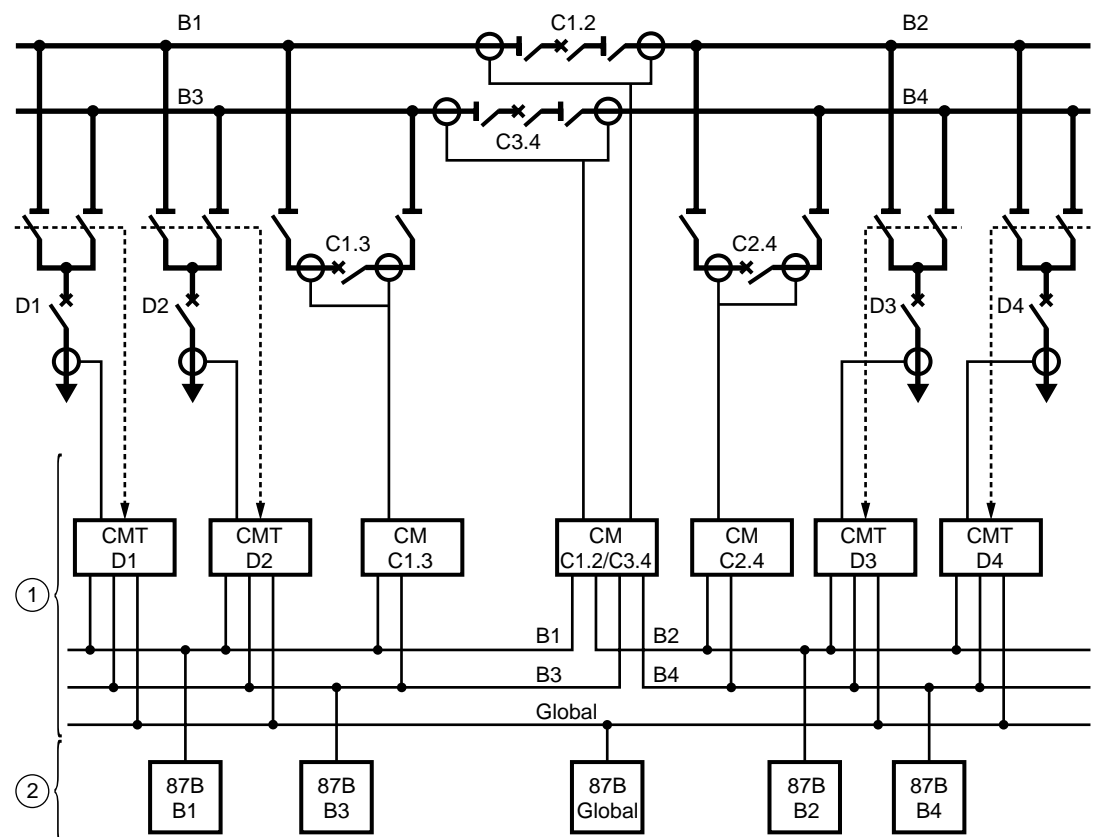 B1
C1.2
B2
B3
B4
C3.4
C1.3
C2.4
D1
D2
D3
D4
CMT
D1
CMT
D2
CM
C1.3
CM
C1.2/C3.4
CM
C2.4
CMT
D3
CMT
D4
1
B1
B2
B3
B4
Global
2
87B
B1
87B
B3
87B
Global
87B
B2
87B
B4